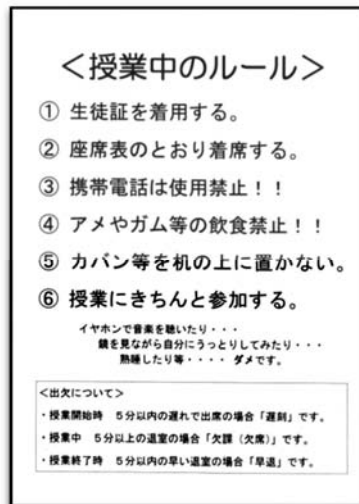 ＜授業中のルール＞
① 生徒証を着用する。
② 座席表のとおり着席する。
③ 携帯電話は使用禁止！！
④ アメやガム等の飲食禁止！！
⑤ カバン等を机の上に置かない。
⑥ 授業にきちんと参加する。
イヤホンで音楽を聴いたり・・・
鏡を見ながら自分にうっとりしてみたり・・・
熟睡したり等・・・・ ダメです。
＜出欠について＞
・授業開始時 ５分以内の遅れで出席の場合「遅刻」です。
・授業中 ５分以上の退室の場合「欠課（欠席）」です。
・授業終了時 ５分以内の早い退室の場合「早退」です。